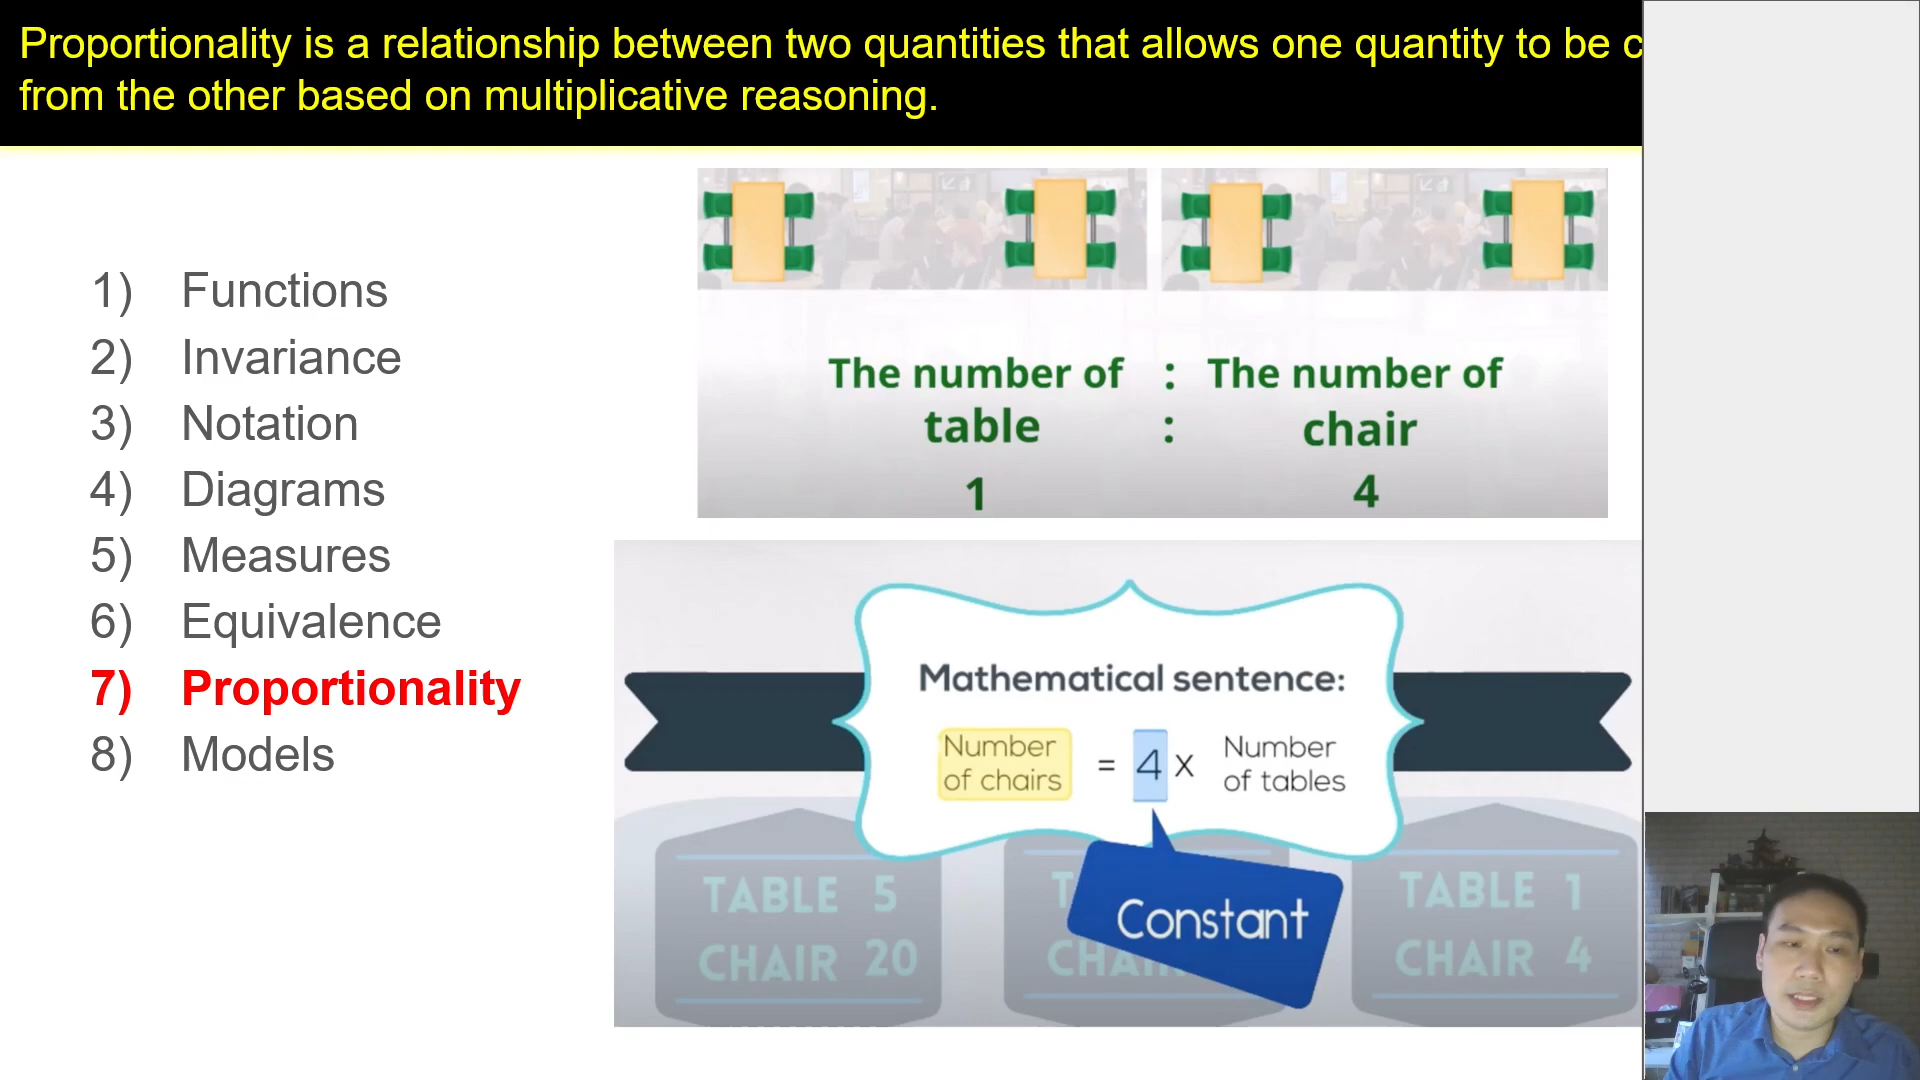 Proportionality is a relationship between two quantities that allows one quantity to be c
from the other based on multiplicative reasoning.
1) Functions
2) Invariance
3) Notation
4) Diagrams
5) Measures
6) Equivalence
7) Proportionality
8) Models
The number of : The number of
table : chair
1 4
Mathematical sentence:
Number of chairs = 4 x Number of tables
Constant
TABLE 5
CHAIR 20
TABLE 1
CHAIR 4